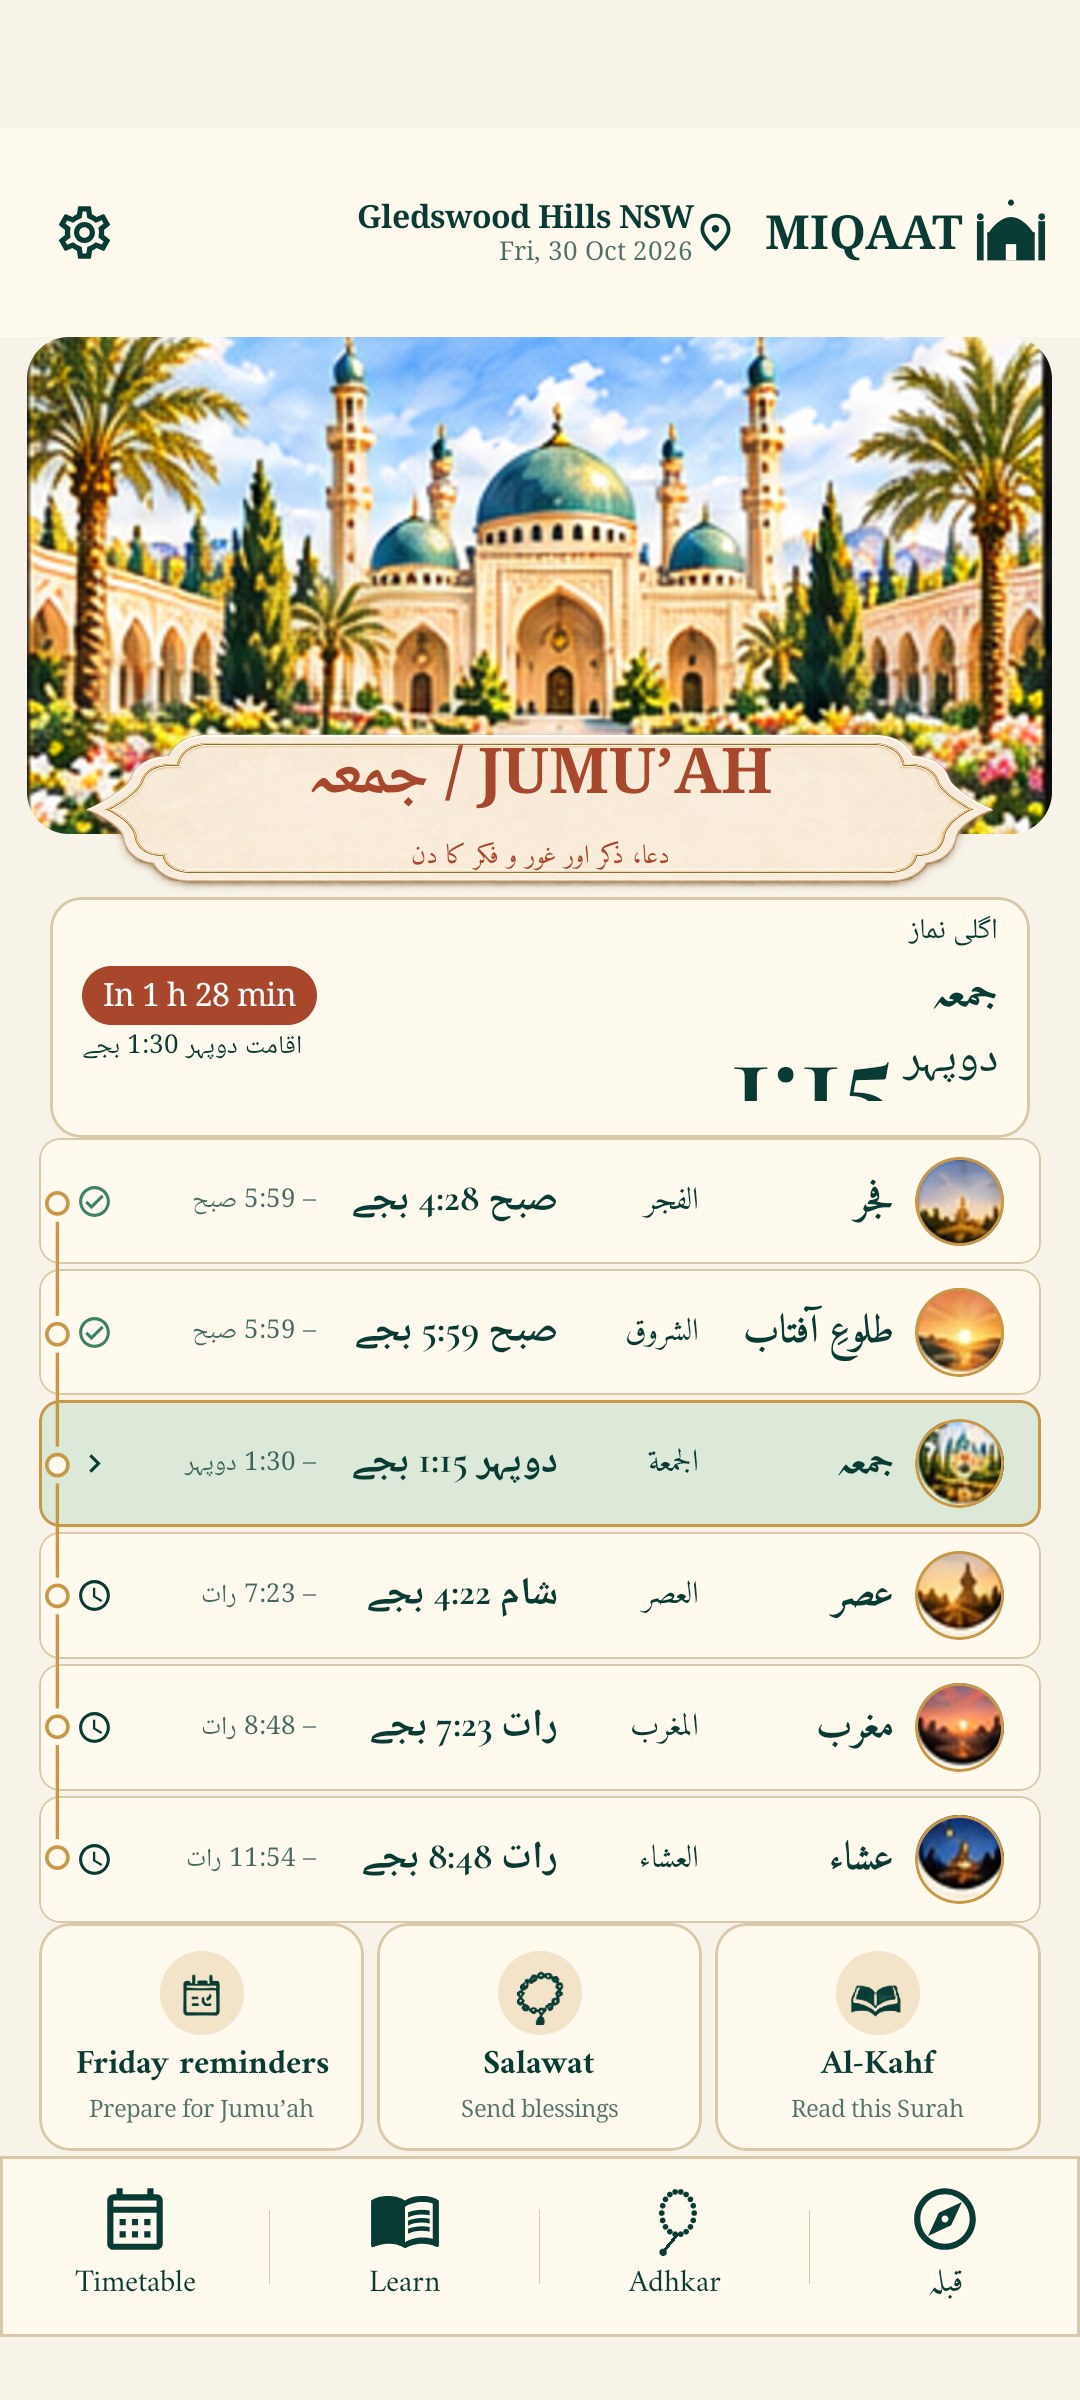 MIQAAT
Gledswood Hills NSW
Fri, 30 Oct 2026
جمعہ / JUMU’AH
دعا، ذکر اور غور و فکر کا دن
اگلی نماز
جمعہ
دوپہر 1:15
In 1 h 28 min
اقامت دوپہر 1:30 بجے
فجر الفجر صبح 4:28 بجے – 5:59 صبح
طلوعِ آفتاب الشروق صبح 5:59 بجے – 5:59 صبح
جمعہ الجمعة دوپہر 1:15 بجے – 1:30 دوپہر
عصر العصر شام 4:22 بجے – 7:23 رات
مغرب المغرب رات 7:23 بجے – 8:48 رات
عشاء العشاء رات 8:48 بجے – 11:54 رات
Al-Kahf
Read this Surah
Salawat
Send blessings
Friday reminders
Prepare for Jumu’ah
قبلہ
Adhkar
Learn
Timetable